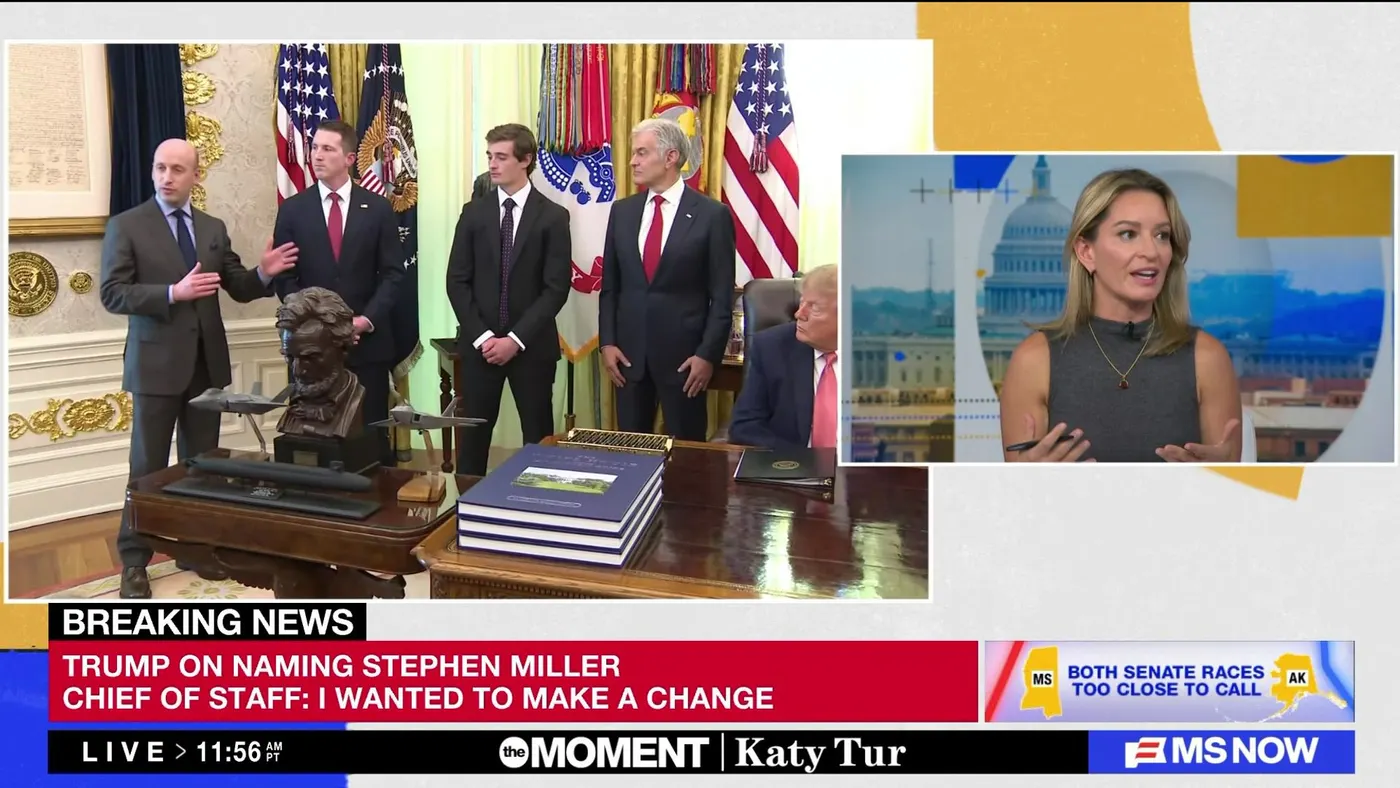 BREAKING NEWS
TRUMP ON NAMING STEPHEN MILLER
CHIEF OF STAFF: I WANTED TO MAKE A CHANGE
MS
BOTH SENATE RACES
TOO CLOSE TO CALL
AK
LIVE > 11:56 AM PT
the MOMENT | Katy Tur
MS NOW